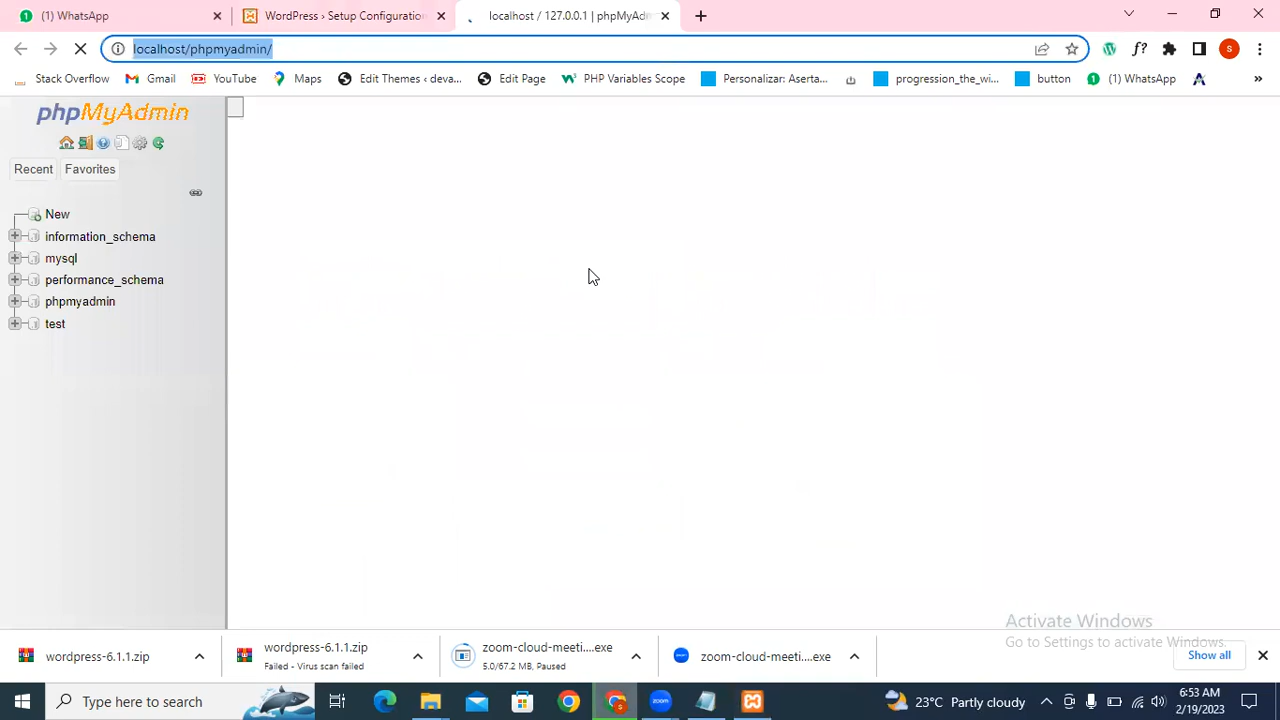 (1) WhatsApp
WordPress › Setup Configuration
localhost / 127.0.0.1 | phpMyAdm
localhost/phpmyadmin/
Stack Overflow
Gmail
YouTube
Maps
Edit Themes ‹ deva...
Edit Page
PHP Variables Scope
Personalizar: Aserta...
progression_the_wi...
button
(1) WhatsApp
»
phpMyAdmin
Recent
Favorites
New
information_schema
mysql
performance_schema
phpmyadmin
test
Activate Windows
Go to Settings to activate Windows.
wordpress-6.1.1.zip
wordpress-6.1.1.zip
Failed - Virus scan failed
zoom-cloud-meeti....exe
5.0/67.2 MB, Paused
zoom-cloud-meeti....exe
Show all
Type here to search
zoom
23°C Partly cloudy
6:53 AM
2/19/2023